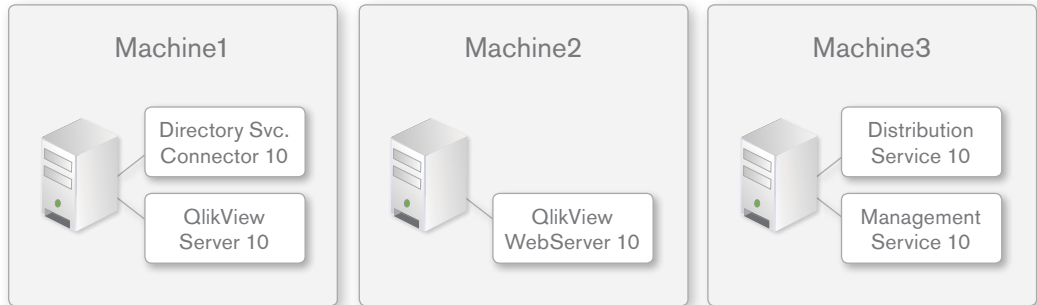 Machine1
Directory Svc.
Connector 10
QlikView
Server 10
Machine2
QlikView
WebServer 10
Machine3
Distribution
Service 10
Management
Service 10